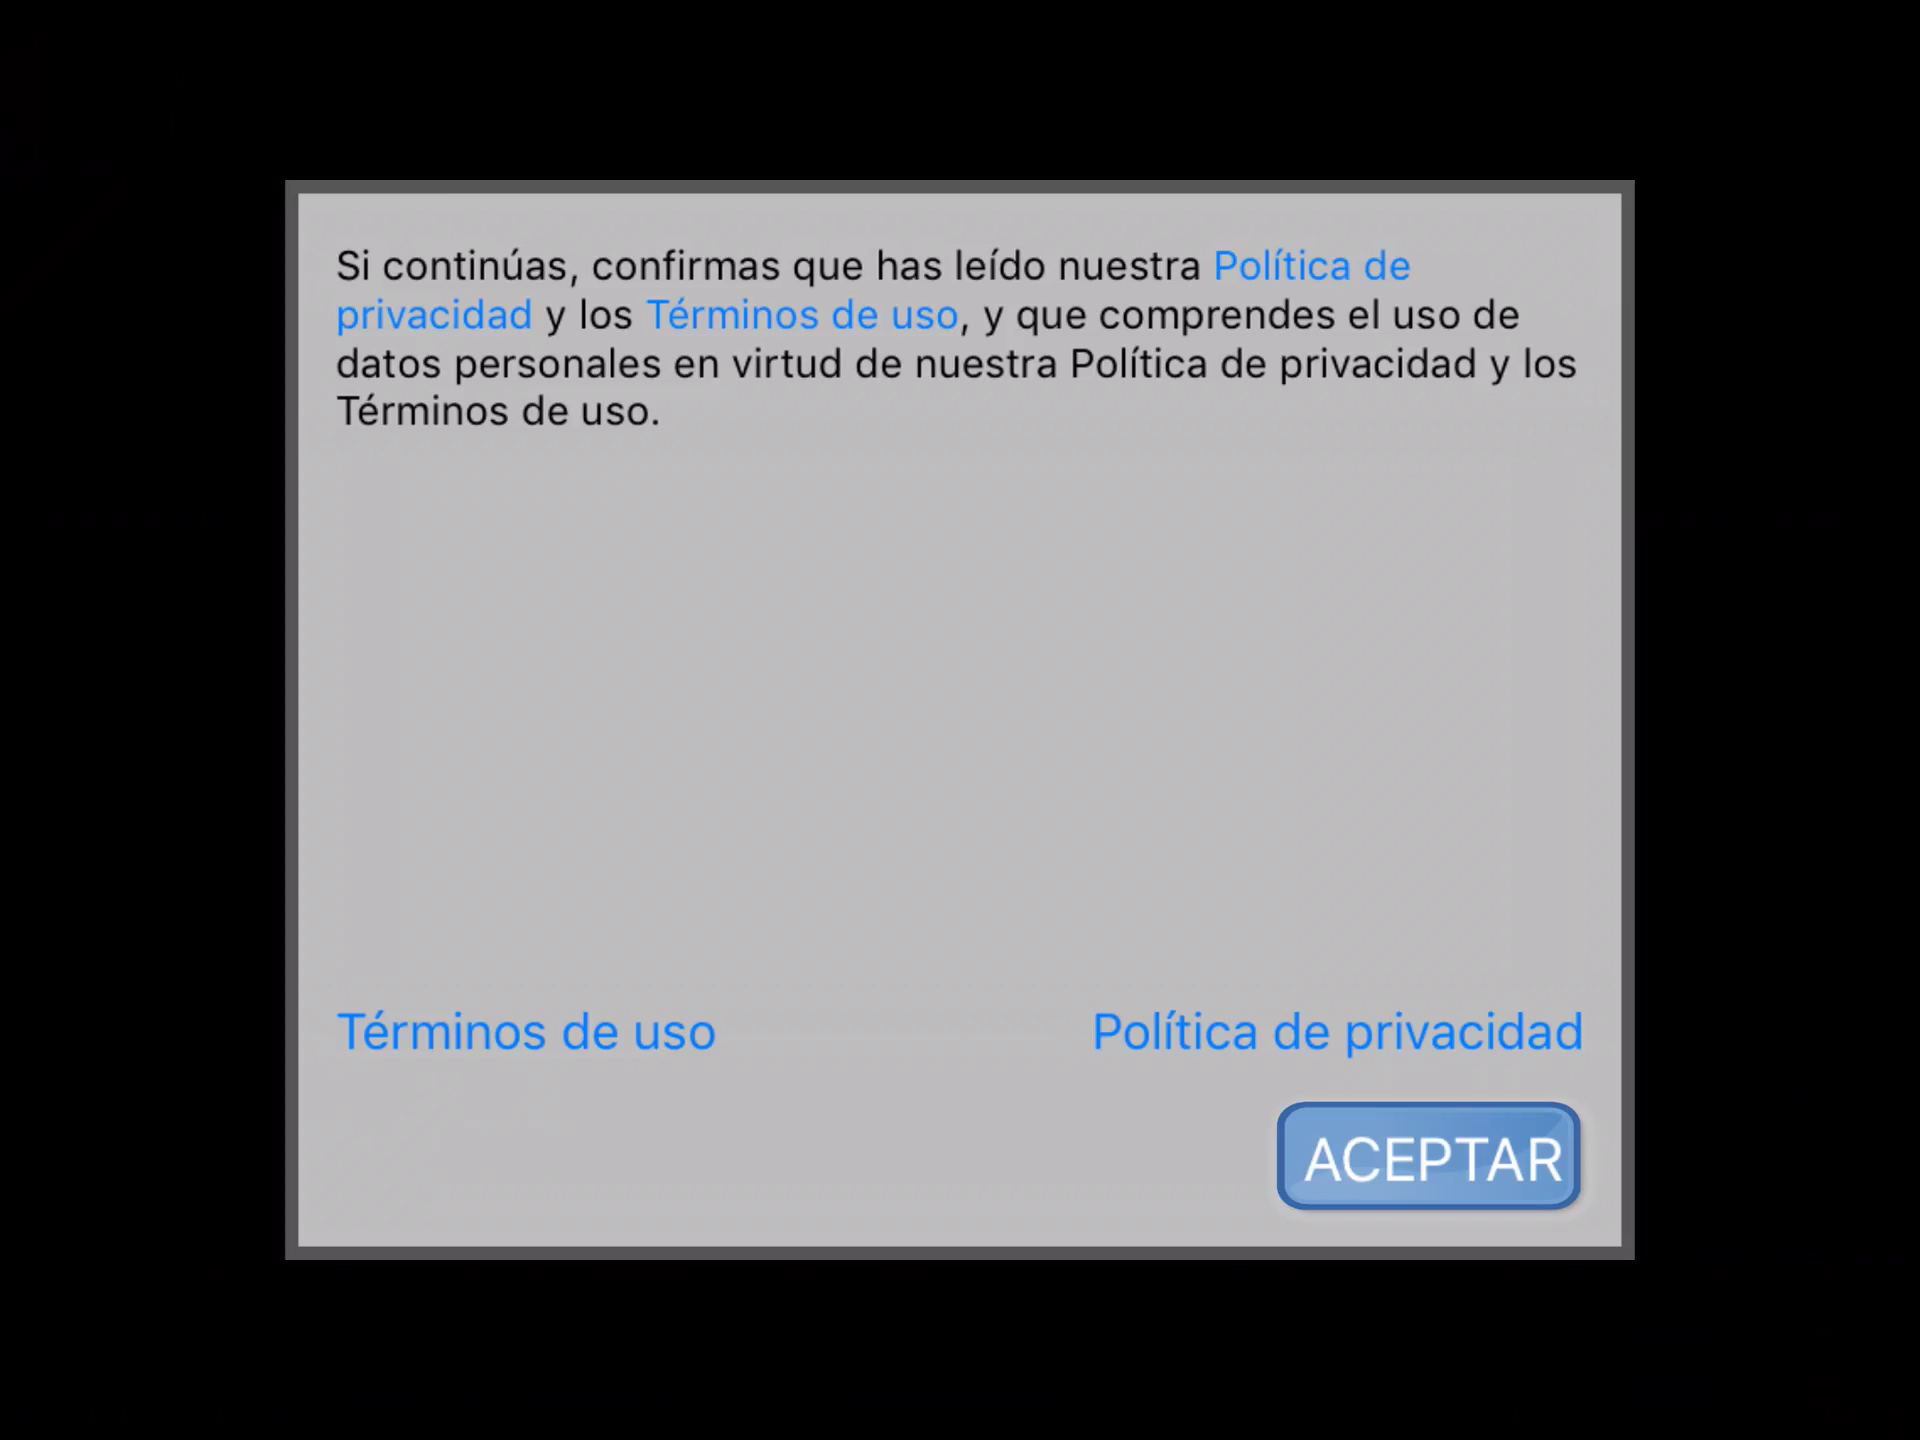 Si continúas, confirmas que has leído nuestra Política de
privacidad y los Términos de uso, y que comprendes el uso de
datos personales en virtud de nuestra Política de privacidad y los
Términos de uso.
Términos de uso
Política de privacidad
ACEPTAR